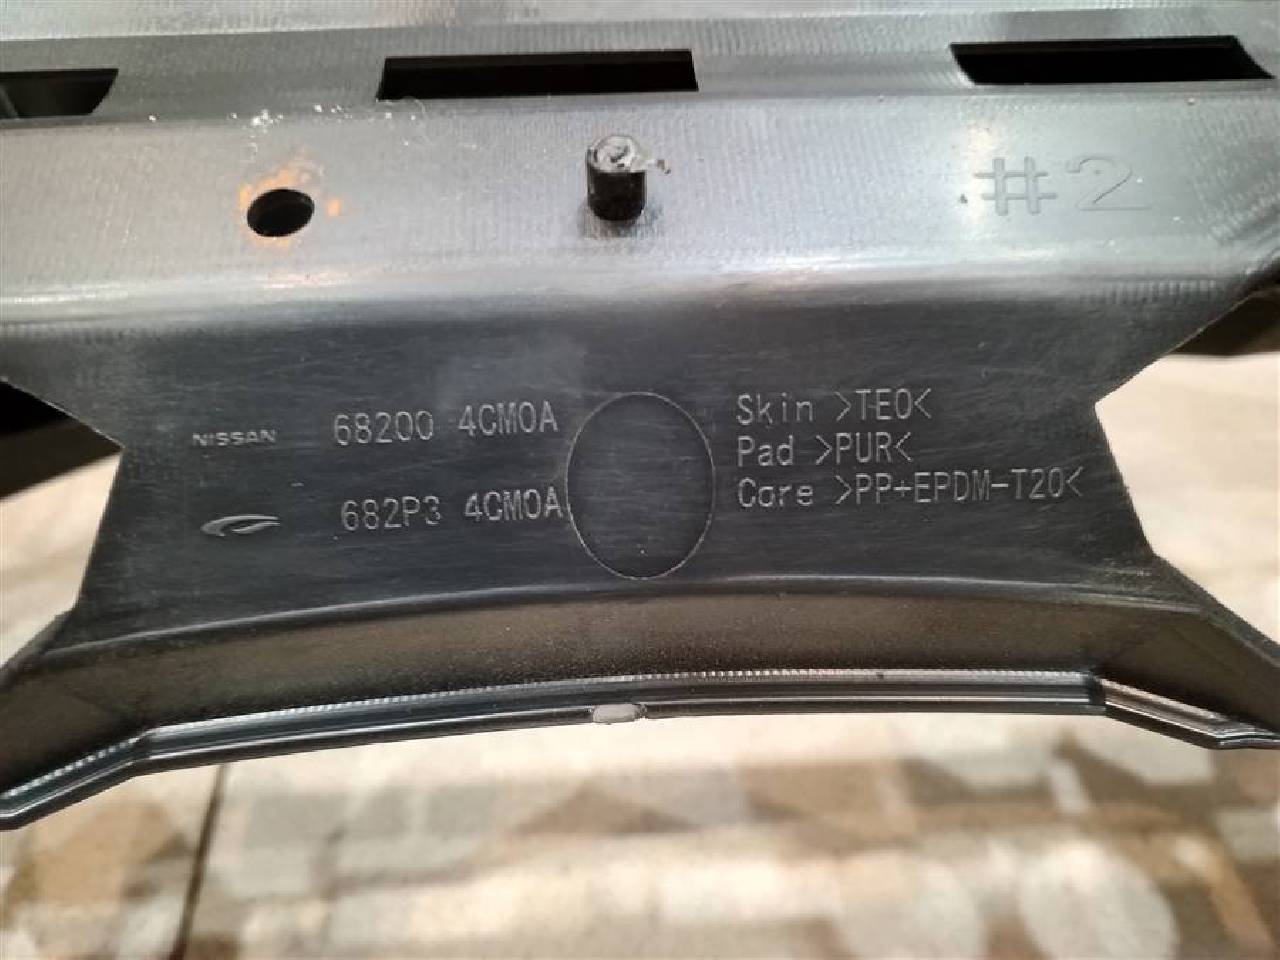 #2
NISSAN 68200 4CM0A
682P3 4CM0A
Skin >TEO<
Pad >PUR<
Core >PP+EPDM-T20<